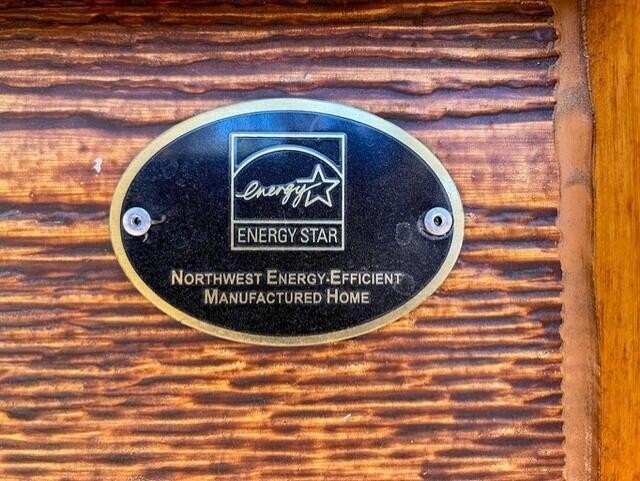 energy
ENERGY STAR
NORTHWEST ENERGY-EFFICIENT
MANUFACTURED HOME